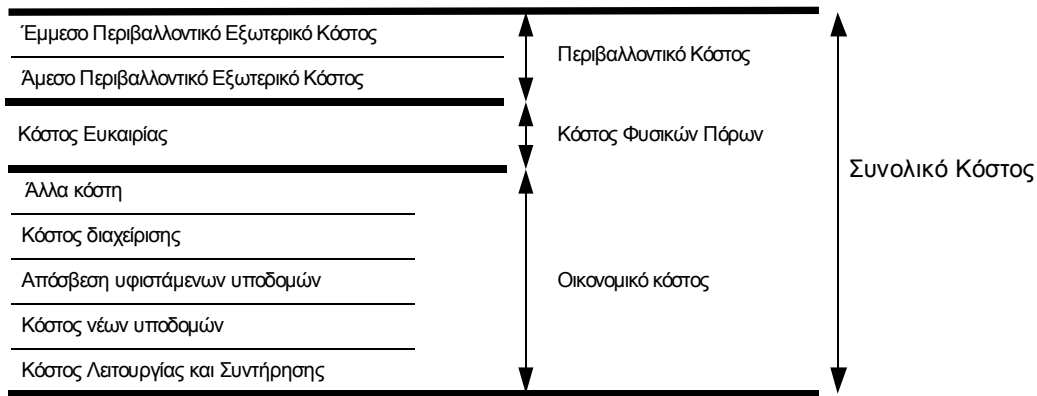 Έμμεσο Περιβαλλοντικό Εξωτερικό Κόστος
Άμεσο Περιβαλλοντικό Εξωτερικό Κόστος
Περιβαλλοντικό Κόστος
Κόστος Ευκαιρίας
Κόστος Φυσικών Πόρων
Συνολικό Κόστος
Άλλα κόστη
Κόστος διαχείρισης
Απόσβεση υφιστάμενων υποδομών
Οικονομικό κόστος
Κόστος νέων υποδομών
Κόστος Λειτουργίας και Συντήρησης